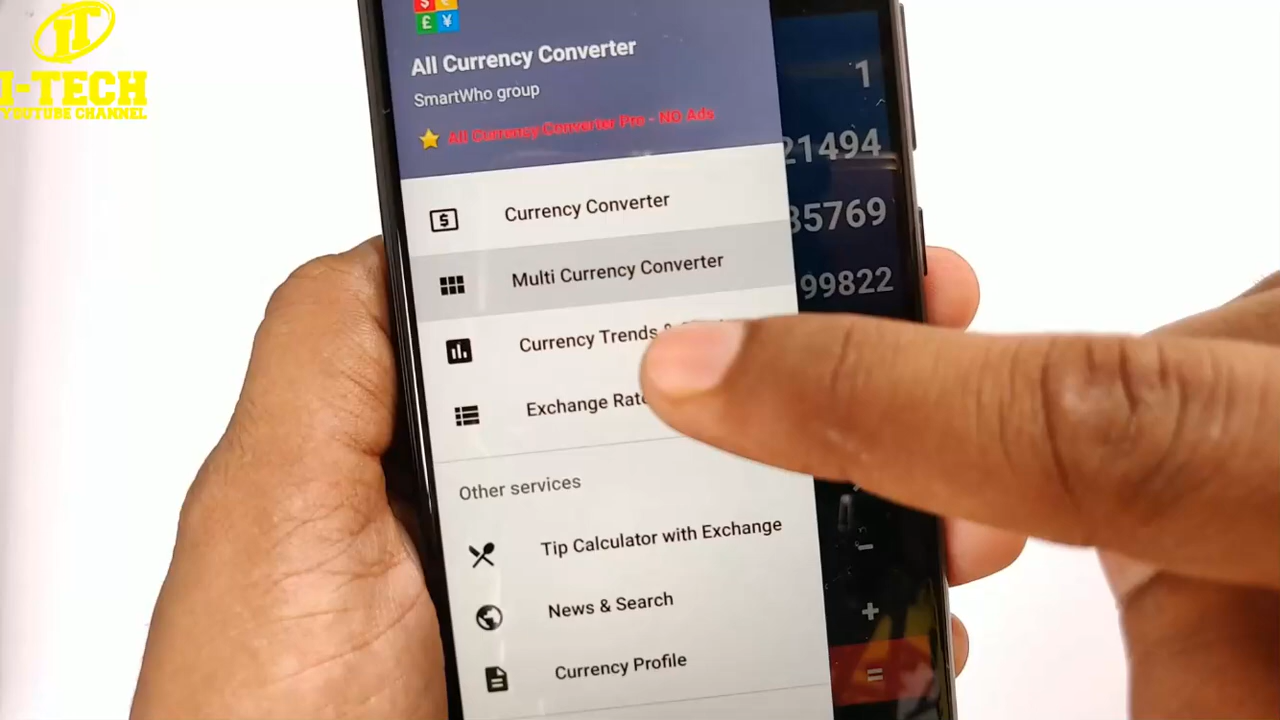 IT
I-TECH
YOUTUBE CHANNEL
$ €
£ ¥
All Currency Converter
SmartWho group
All Currency Converter Pro - NO Ads
1
21494
35769
99822
Currency Converter
Multi Currency Converter
Currency Trends &
Exchange
Other services
Tip Calculator with Exchange
News & Search
Currency Profile
-
+
=